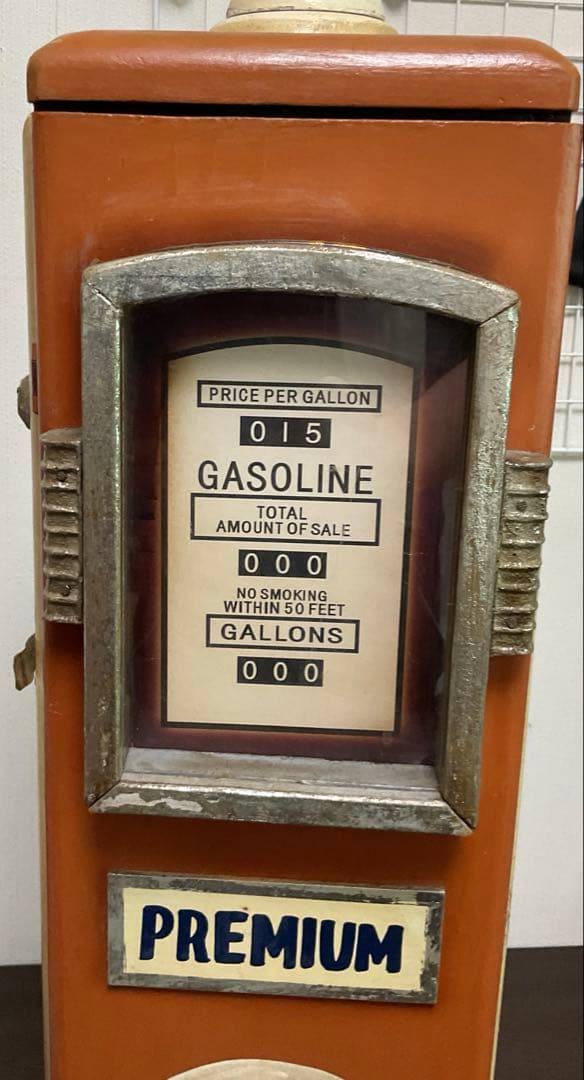 PRICE PER GALLON
015
GASOLINE
TOTAL
AMOUNT OF SALE
000
NO SMOKING
WITHIN 50 FEET
GALLONS
000
PREMIUM